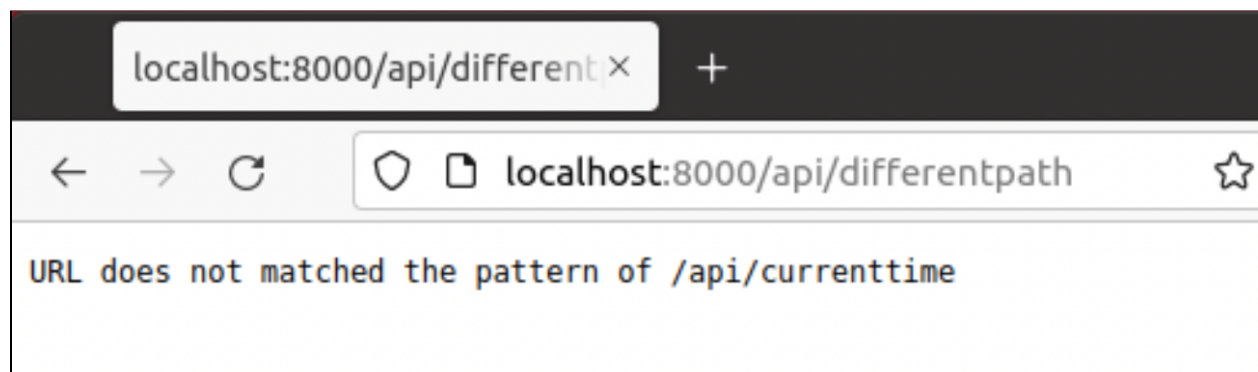 localhost:8000/api/different
localhost:8000/api/differentpath
URL does not matched the pattern of /api/currenttime